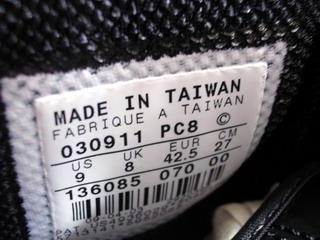 MADE IN TAIWAN
FABRIQUE A TAIWAN
030911 PC8 ©
US UK EUR CM
9 8 42.5 27
136085 070 00